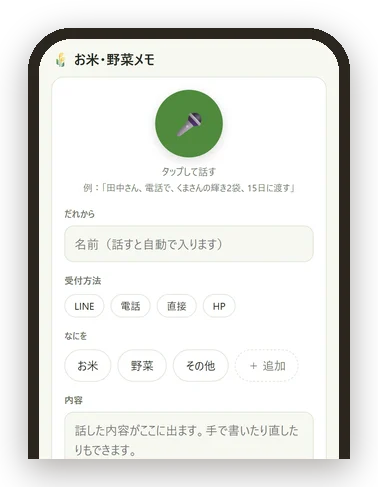 お米・野菜メモ
タップして話す
例：「田中さん、電話で、くまさんの輝き2袋、15日に渡す」
だれから
名前（話すと自動で入ります）
受付方法
LINE 電話 直接 HP
なにを
お米 野菜 その他 ＋ 追加
内容
話した内容がここに出ます。手で書いたり直した
りもできます。